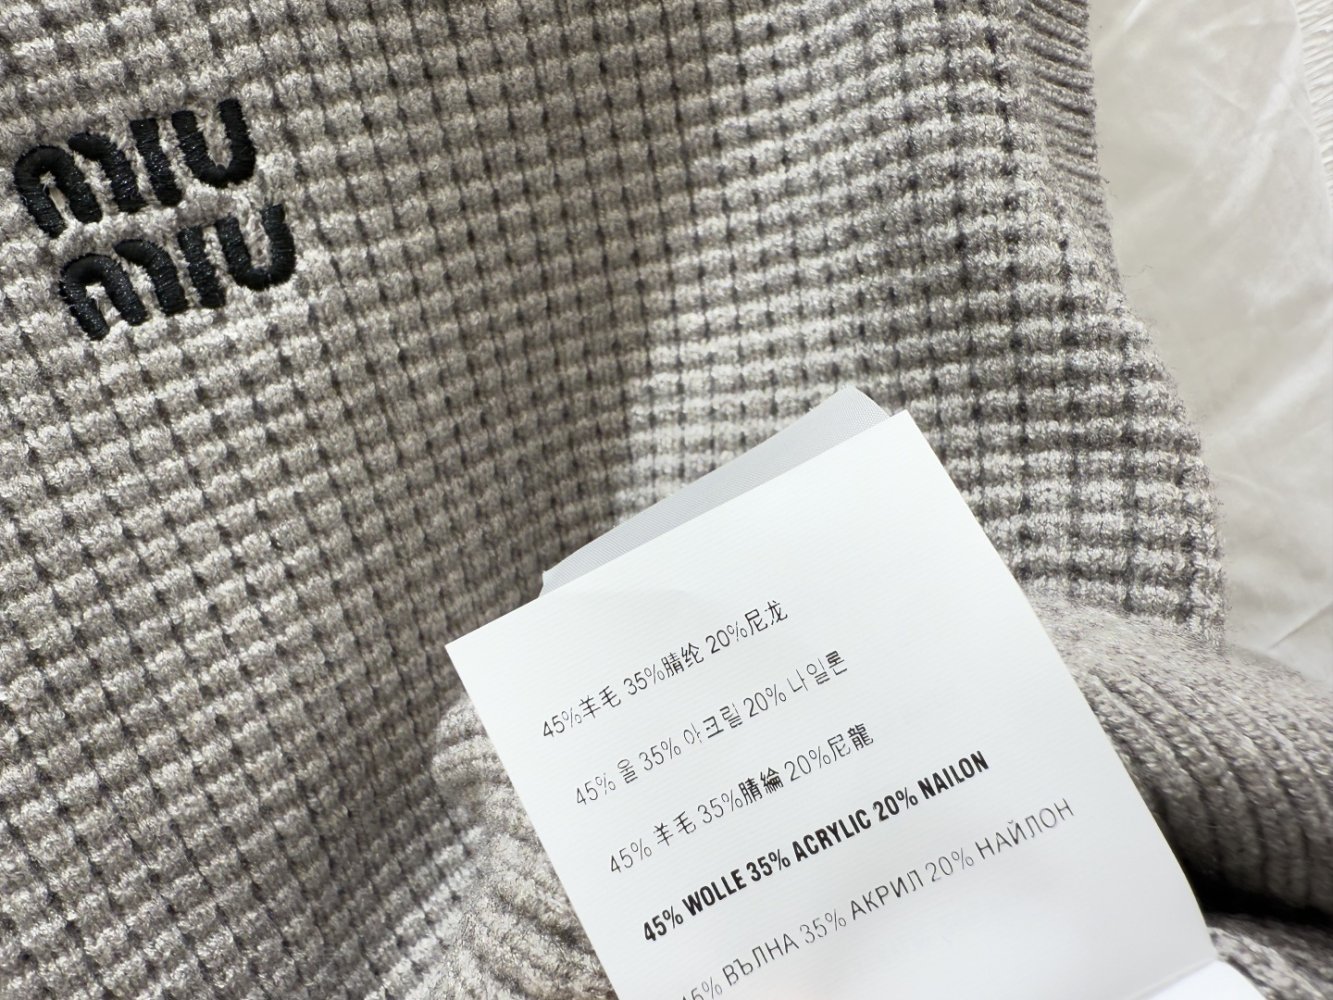 MIU
MIU
45%羊毛 35%腈纶 20%尼龙
45% 울 35% 아크릴 20% 나일론
45% 羊毛 35%腈綸 20%尼龍
45% WOLLE 35% ACRYLIC 20% NAILON
45% ВЪЛНА 35% АКРИЛ 20% НАЙЛОН